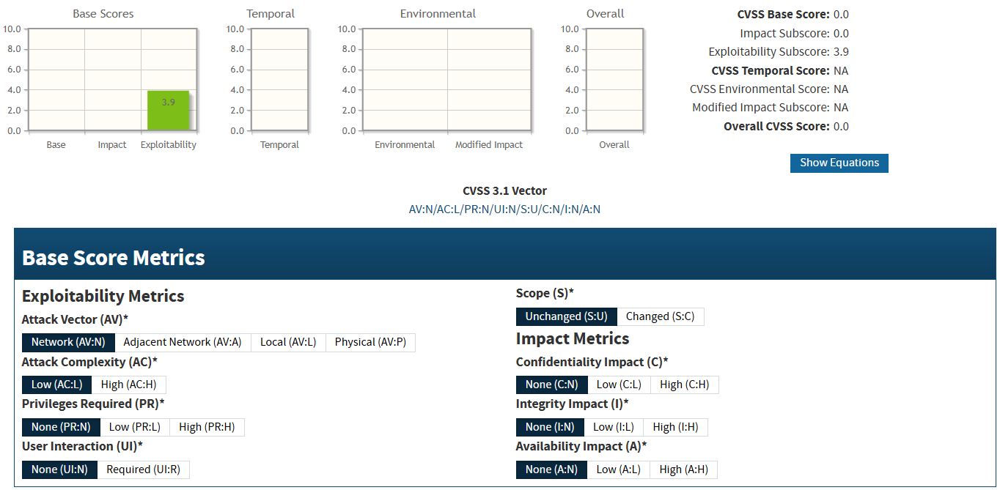 Base Scores
10.0
8.0
6.0
4.0
2.0
0.0
3.9
Base Impact Exploitability
Temporal
10.0
8.0
6.0
4.0
2.0
0.0
Temporal
Environmental
10.0
8.0
6.0
4.0
2.0
0.0
Environmental Modified Impact
Overall
10.0
8.0
6.0
4.0
2.0
0.0
Overall
CVSS Base Score: 0.0
Impact Subscore: 0.0
Exploitability Subscore: 3.9
CVSS Temporal Score: NA
CVSS Environmental Score: NA
Modified Impact Subscore: NA
Overall CVSS Score: 0.0
Show Equations
CVSS 3.1 Vector
AV:N/AC:L/PR:N/UI:N/S:U/C:N/I:N/A:N
Base Score Metrics
Exploitability Metrics
Attack Vector (AV)*
Network (AV:N) Adjacent Network (AV:A) Local (AV:L) Physical (AV:P)
Attack Complexity (AC)*
Low (AC:L) High (AC:H)
Privileges Required (PR)*
None (PR:N) Low (PR:L) High (PR:H)
User Interaction (UI)*
None (UI:N) Required (UI:R)
Scope (S)*
Unchanged (S:U) Changed (S:C)
Impact Metrics
Confidentiality Impact (C)*
None (C:N) Low (C:L) High (C:H)
Integrity Impact (I)*
None (I:N) Low (I:L) High (I:H)
Availability Impact (A)*
None (A:N) Low (A:L) High (A:H)